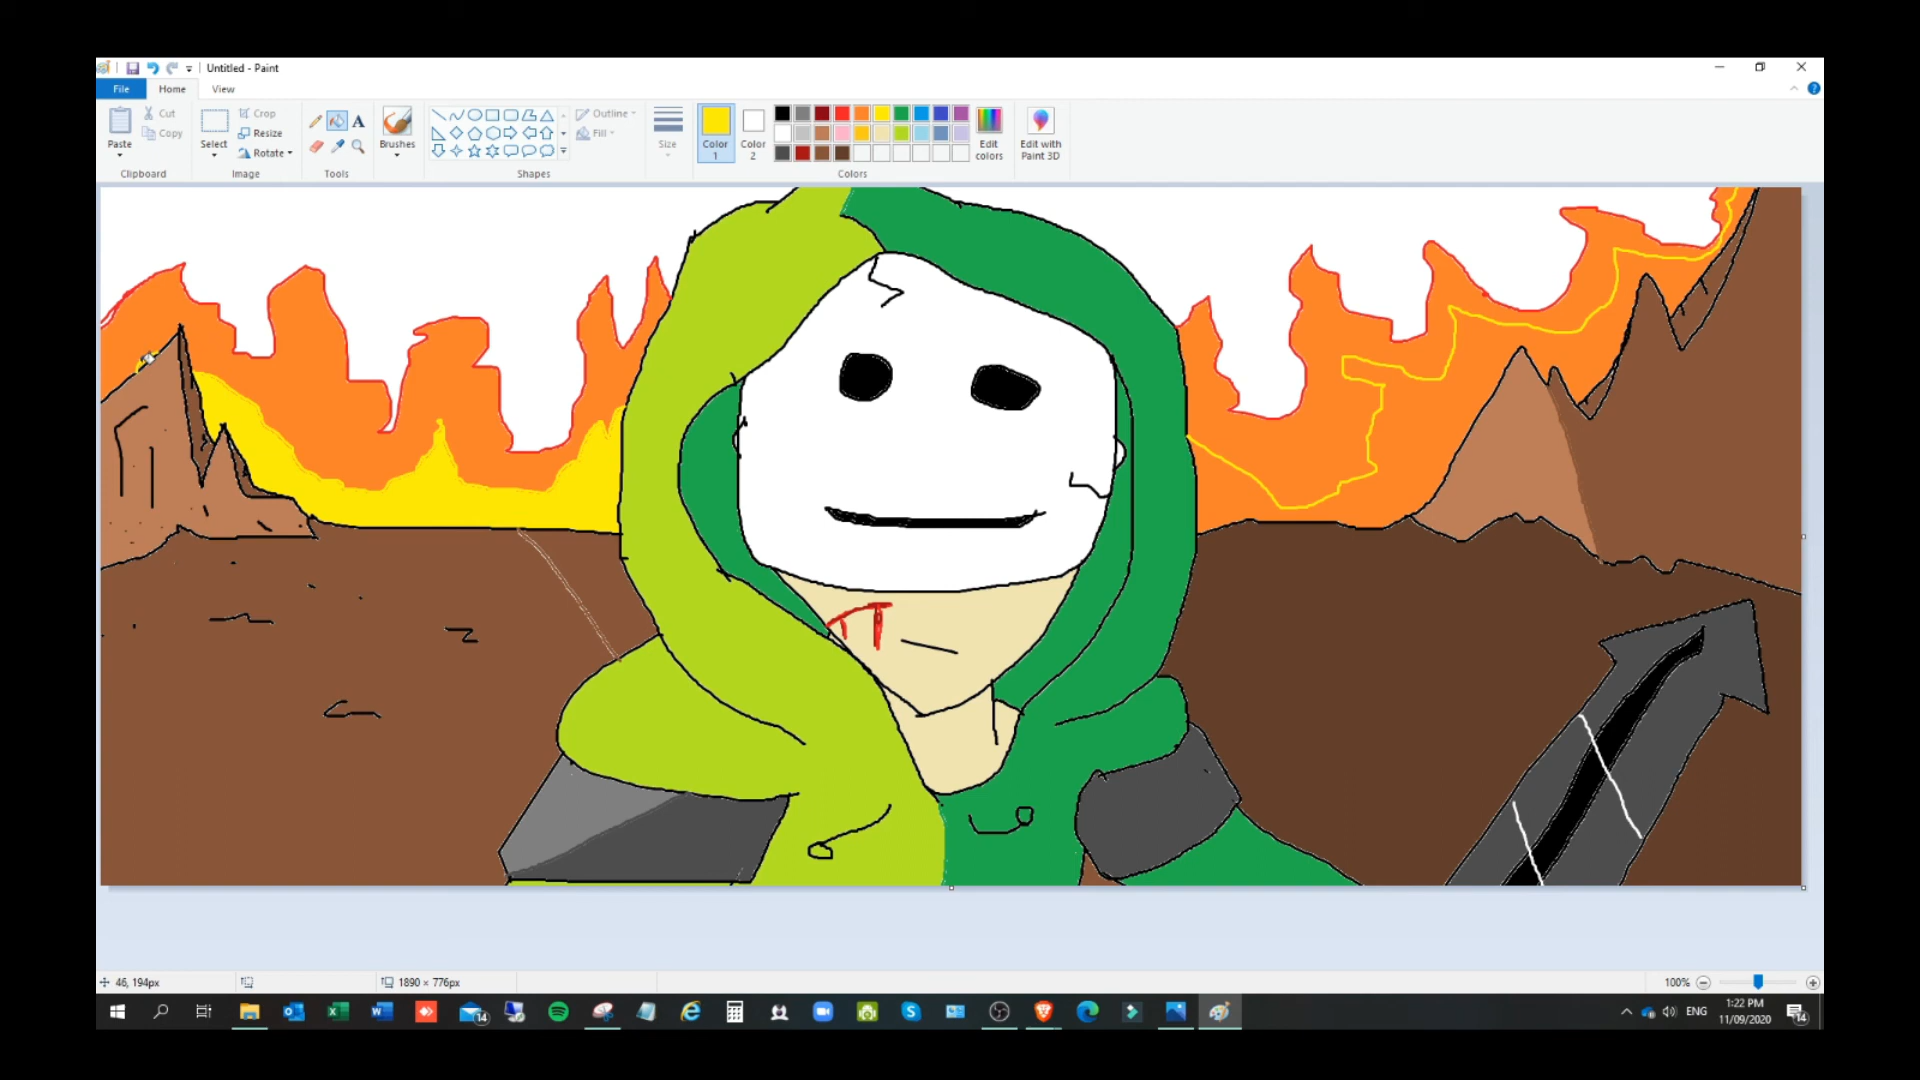 Untitled - Paint
File Home View
Paste Cut Copy
Clipboard
Select Crop Resize Rotate
Image
A
Tools
Brushes
Outline Fill
Shapes
Size
Color 1
Color 2
Edit colors
Colors
Edit with Paint 3D
46, 194px
1890 × 776px
100%
14
ENG
1:22 PM
11/09/2020
14